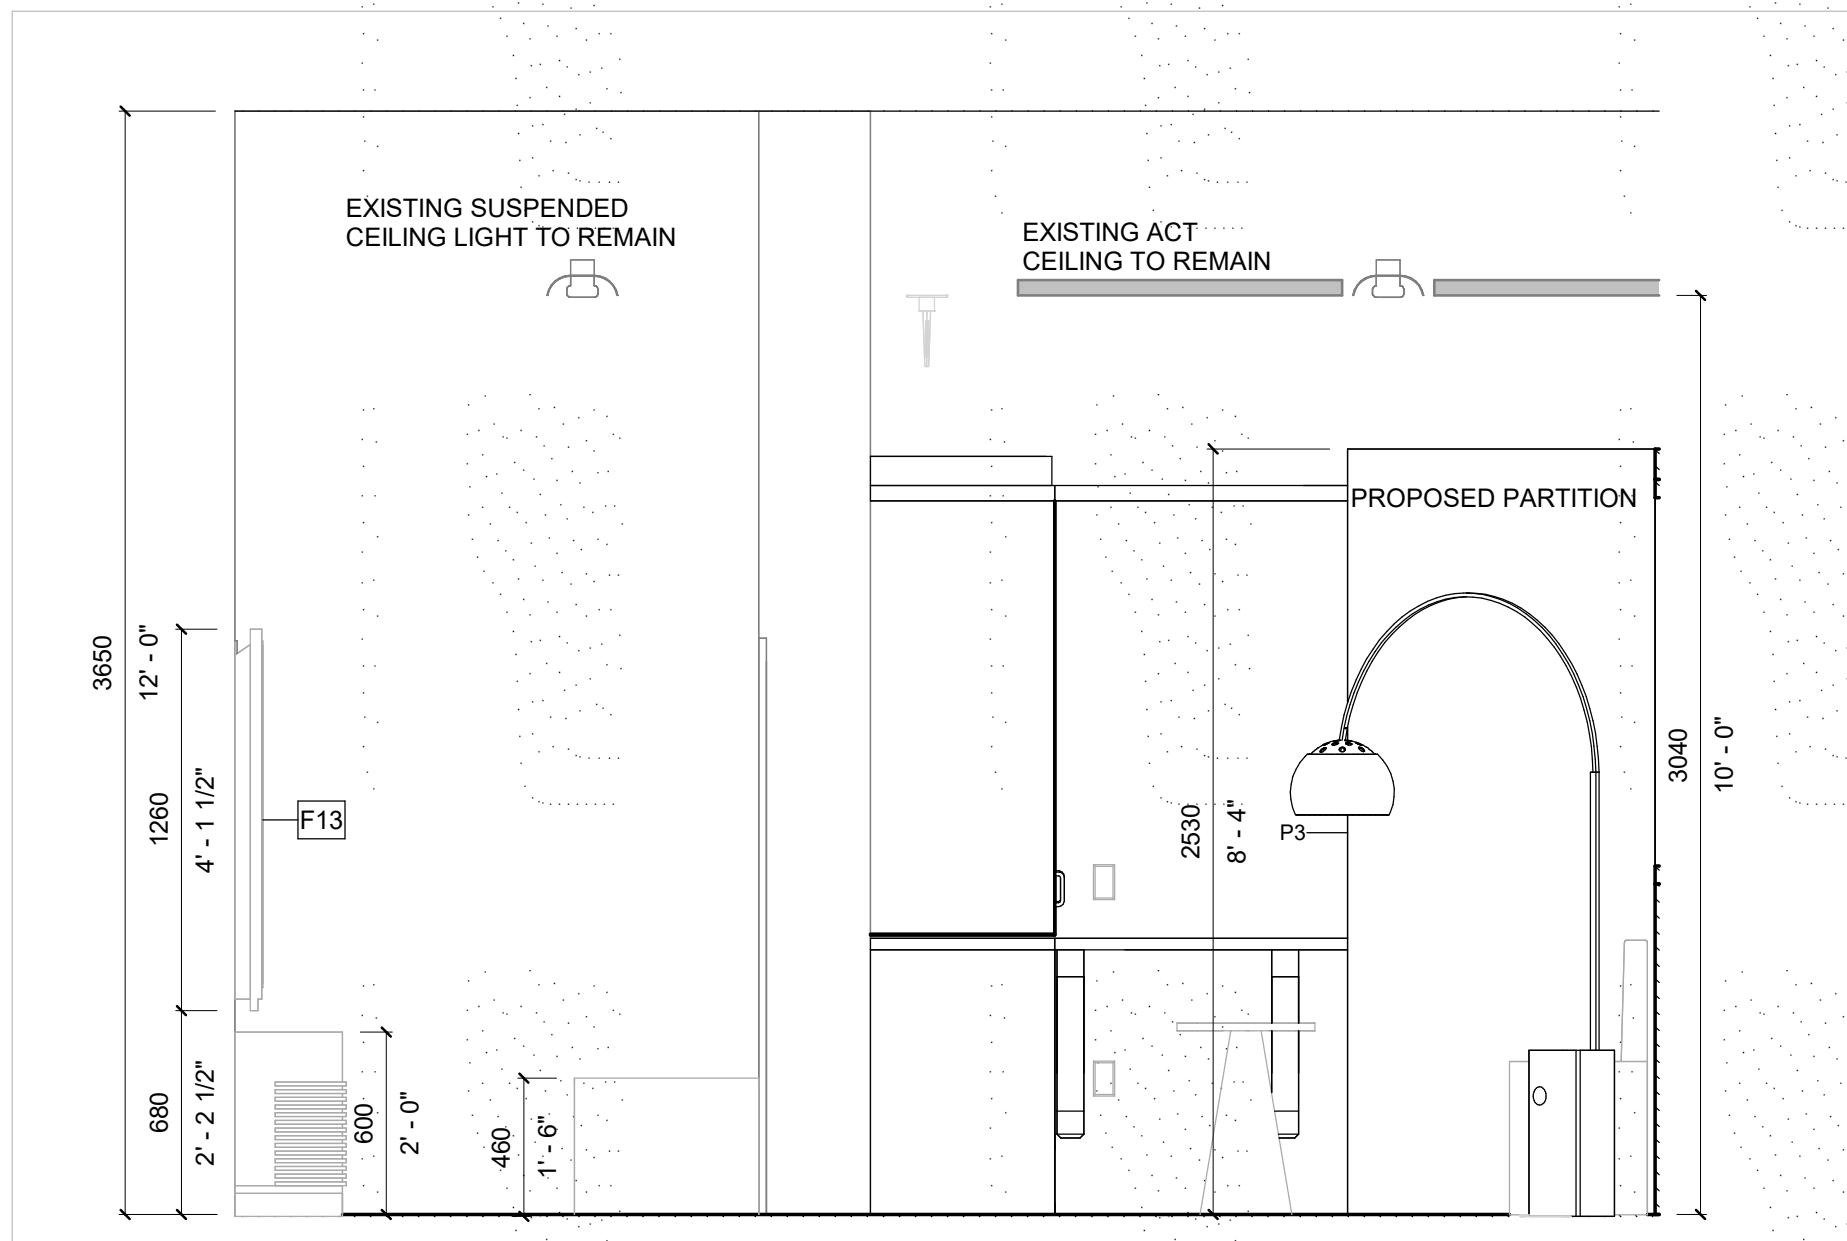 EXISTING SUSPENDED
CEILING LIGHT TO REMAIN
EXISTING ACT
CEILING TO REMAIN
PROPOSED PARTITION
3650
12' - 0"
1260
4' - 1 1/2"
F13
680
2' - 2 1/2"
600
2' - 0"
460
1' - 6"
2530
8' - 4"
P3
3040
10' - 0"